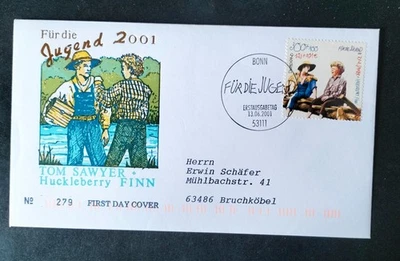 Für die
Jugend 2001
TOM SAWYER
Huckleberry FINN
№ 279 FIRST DAY COVER
BONN
FÜR DIE JUGEND
ERSTAUSGABETAG
53111
Herrn
Erwin Schäfer
Mühlbachstr. 41
63486 Bruchköbel